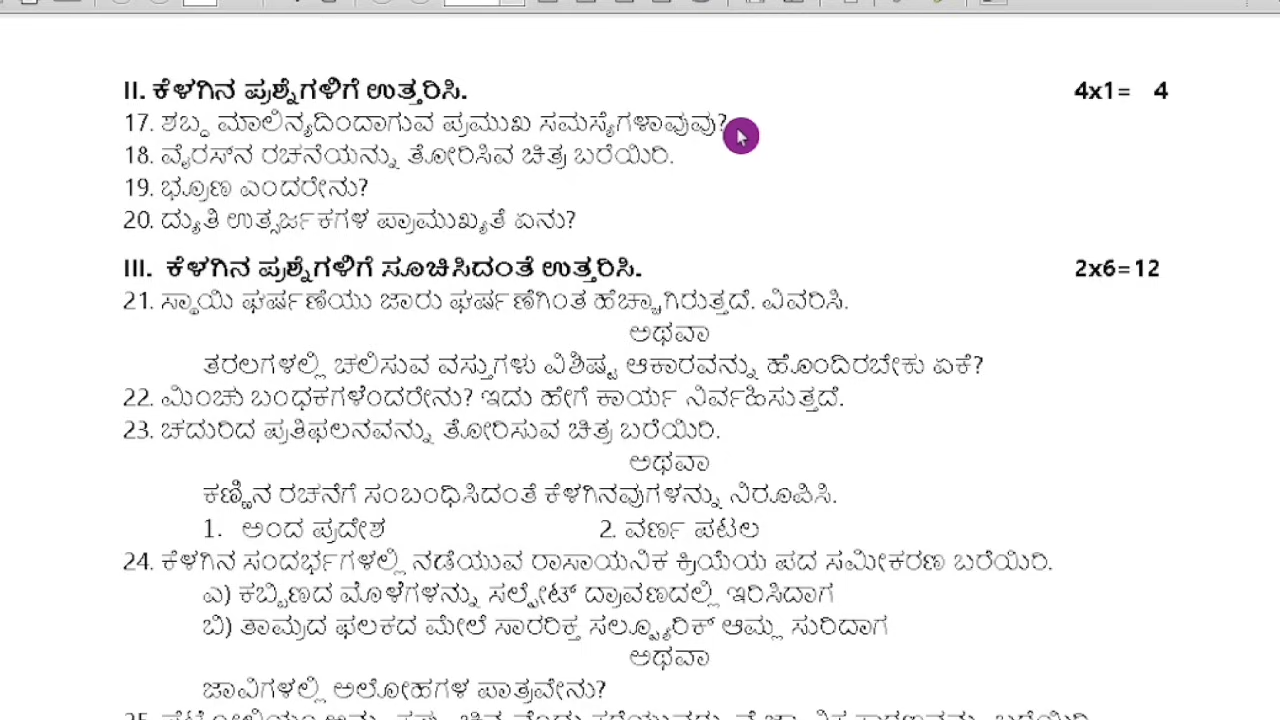 II. ಕೆಳಗಿನ ಪ್ರಶ್ನೆಗಳಿಗೆ ಉತ್ತರಿಸಿ. 4x1= 4
17. ಶಬ್ದ ಮಾಲಿನ್ಯದಿಂದಾಗುವ ಪ್ರಮುಖ ಸಮಸ್ಯೆಗಳಾವುವು?
18. ವೈರಸ್‌ನ ರಚನೆಯನ್ನು ತೋರಿಸಿವ ಚಿತ್ರ ಬರೆಯಿರಿ.
19. ಭ್ರೂಣ ಎಂದರೇನು?
20. ದ್ಯುತಿ ಉತ್ಸರ್ಜಕಗಳ ಪ್ರಾಮುಖ್ಯತೆ ಏನು?
III. ಕೆಳಗಿನ ಪ್ರಶ್ನೆಗಳಿಗೆ ಸೂಚಿಸಿದಂತೆ ಉತ್ತರಿಸಿ. 2x6=12
21. ಸ್ಥಾಯಿ ಘರ್ಷಣೆಯು ಜಾರು ಘರ್ಷಣೆಗಿಂತ ಹೆಚ್ಚಾಗಿರುತ್ತದೆ. ವಿವರಿಸಿ.
ಅಥವಾ
ತರಲಗಳಲ್ಲಿ ಚಲಿಸುವ ವಸ್ತುಗಳು ವಿಶಿಷ್ಟ ಆಕಾರವನ್ನು ಹೊಂದಿರಬೇಕು ಏಕೆ?
22. ಮಿಂಚು ಬಂಧಕಗಳೆಂದರೇನು? ಇದು ಹೇಗೆ ಕಾರ್ಯ ನಿರ್ವಹಿಸುತ್ತದೆ.
23. ಚದುರಿದ ಪ್ರತಿಫಲನವನ್ನು ತೋರಿಸುವ ಚಿತ್ರ ಬರೆಯಿರಿ.
ಅಥವಾ
ಕಣ್ಣಿನ ರಚನೆಗೆ ಸಂಬಂಧಿಸಿದಂತೆ ಕೆಳಗಿನವುಗಳನ್ನು ನಿರೂಪಿಸಿ.
1. ಅಂದ ಪ್ರದೇಶ 2. ವರ್ಣ ಪಟಲ
24. ಕೆಳಗಿನ ಸಂದರ್ಭಗಳಲ್ಲಿ ನಡೆಯುವ ರಾಸಾಯನಿಕ ಕ್ರಿಯೆಯ ಪದ ಸಮೀಕರಣ ಬರೆಯಿರಿ.
ಎ) ಕಬ್ಬಿಣದ ಮೊಳೆಗಳನ್ನು ಸಲ್ಫೇಟ್ ದ್ರಾವಣದಲ್ಲಿ ಇರಿಸಿದಾಗ
ಬಿ) ತಾಮ್ರದ ಫಲಕದ ಮೇಲೆ ಸಾರರಿಕ್ತ ಸಲ್ಫ್ಯೂರಿಕ್ ಆಮ್ಲ ಸುರಿದಾಗ
ಅಥವಾ
ಜಾವಿಗಳಲ್ಲಿ ಅಲೋಹಗಳ ಪಾತ್ರವೇನು?